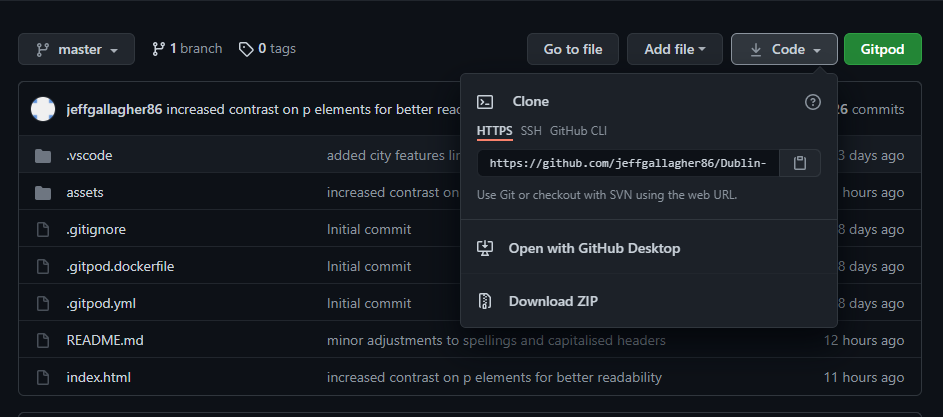 master 1 branch 0 tags Go to file Add file Code Gitpod
jeffgallagher86 increased contrast on p elements for better 26 commits
Clone
HTTPS SSH GitHub CLI
https://github.com/jeffgallagher86/Dublin-
Use Git or checkout with SVN using the web URL.
Open with GitHub Desktop
Download ZIP
.vscode added city features 3 days ago
assets increased contrast on hours ago
.gitignore Initial commit 8 days ago
.gitpod.dockerfile Initial commit 8 days ago
.gitpod.yml Initial commit 8 days ago
README.md minor adjustments to spellings and capitalised headers 12 hours ago
index.html increased contrast on p elements for better readability 11 hours ago